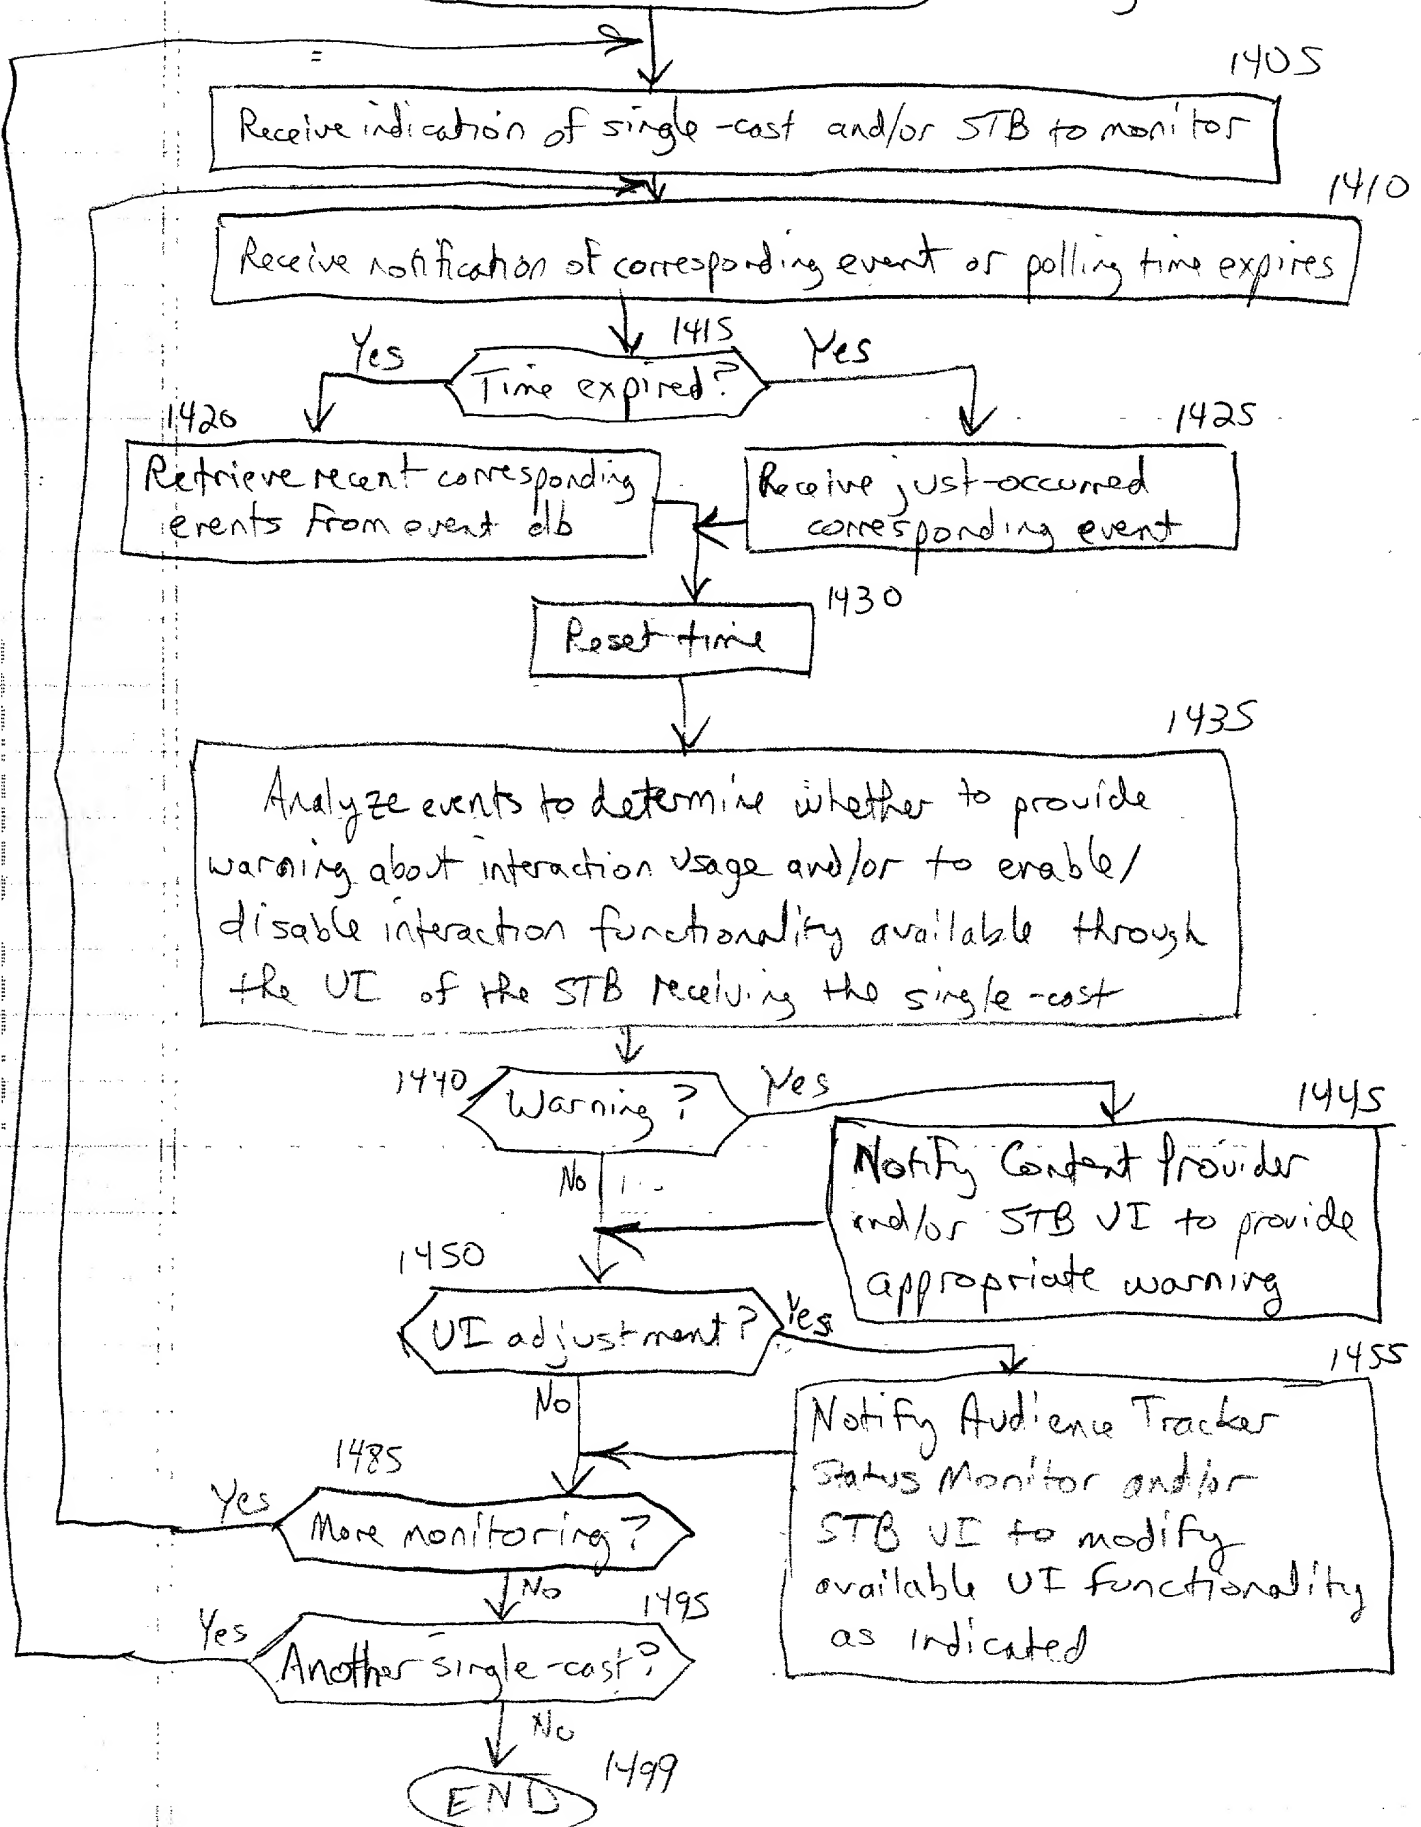 1405
Receive indication of single-cast and/or STB to monitor
1410
Receive notification of corresponding event or polling time expires
1415
Yes
Yes
Time expired?
1420
1425
Retrieve recent corresponding
events from event db
Receive just-occurred
corresponding event
1430
Reset time
1435
Analyze events to determine whether to provide
warning about interaction usage and/or to enable/
disable interaction functionality available through
the UI of the STB receiving the single-cast
1440
Warning?
Yes
1445
No
Notify Content Provider
and/or STB UI to provide
appropriate warning
1450
UI adjustment?
Yes
1455
No
Notify Audience Tracker
Status Monitor and/or
STB UI to modify
available UI functionality
as indicated
1485
Yes
More monitoring?
No
1495
Yes
Another single-cast?
No
1499
END